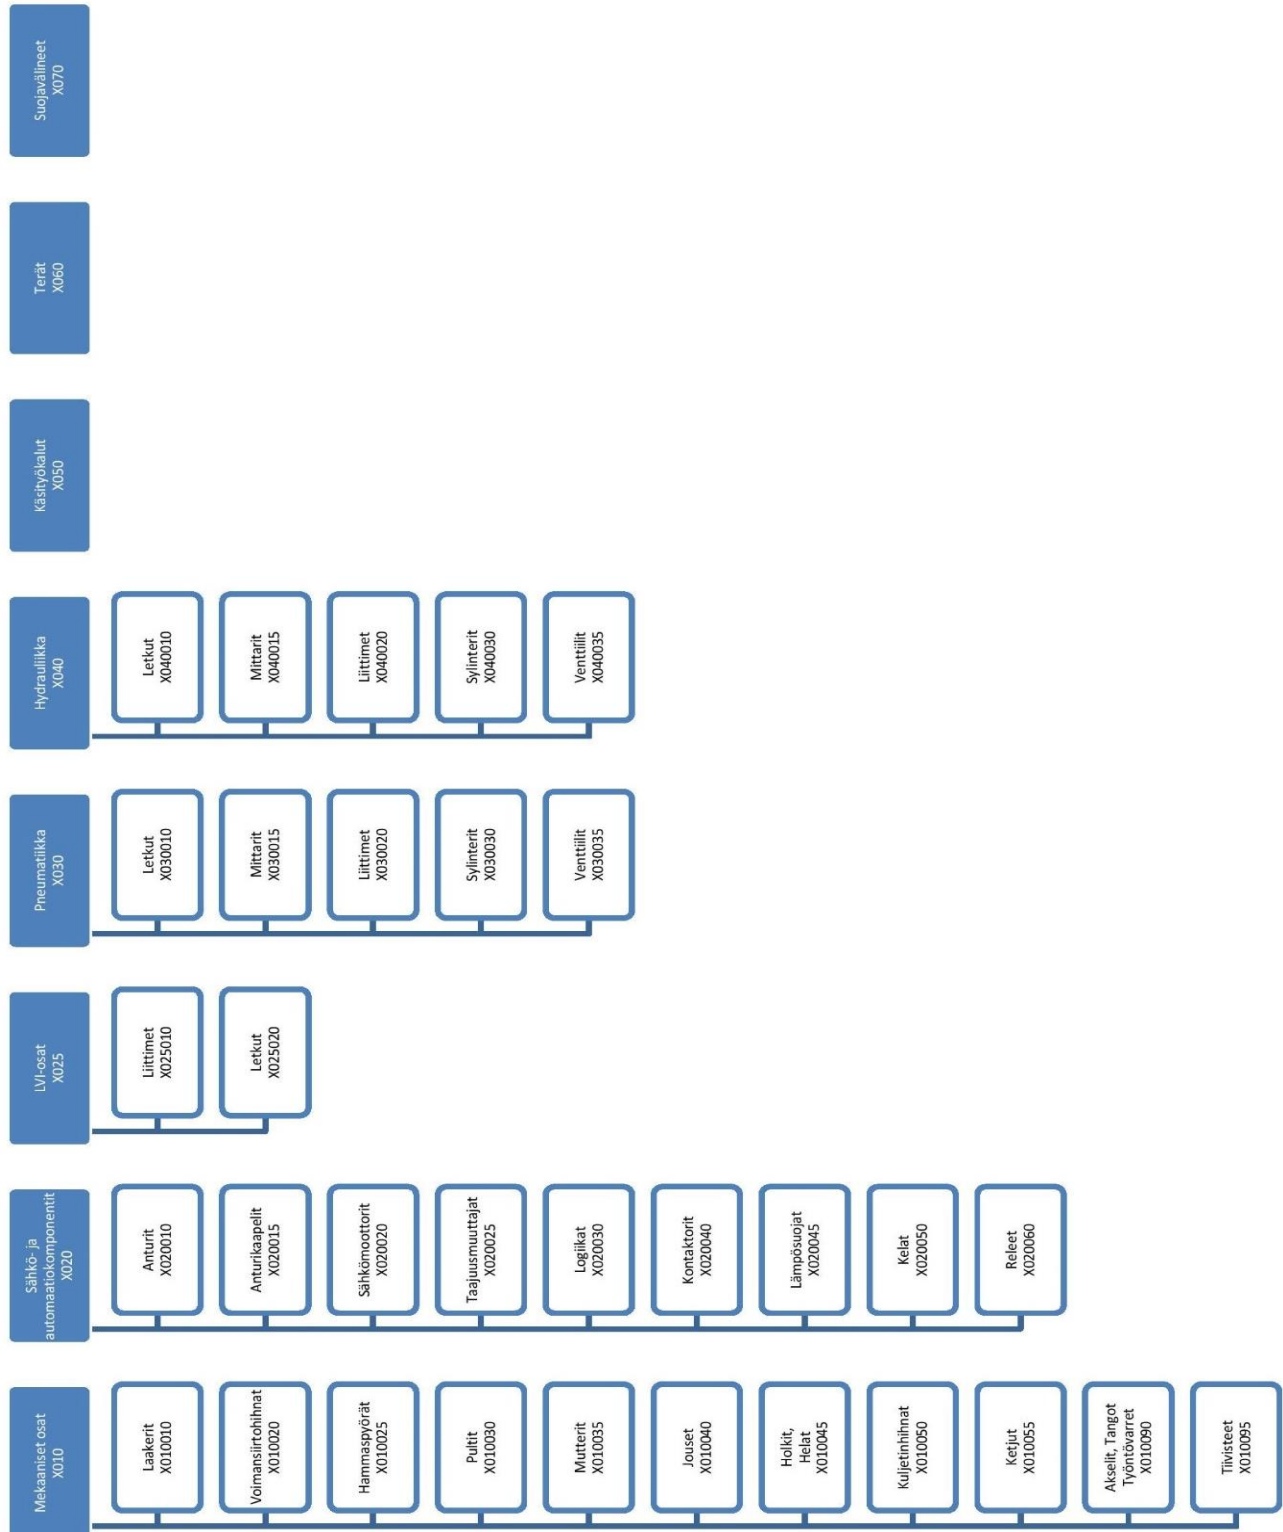 Mekaaniset osat
X010
Laakerit
X010010
Voimansiirtohihnat
X010020
Hammaspyörät
X010025
Pultit
X010030
Mutterit
X010035
Jouset
X010040
Holkit,
Helat
X010045
Kuljetinhihnat
X010050
Ketjut
X010055
Akselit, Tangot
Työntövarret
X010090
Tiivisteet
X010095
Sähkö- ja
automaatiokomponentit
X020
Anturit
X020010
Anturikaapelit
X020015
Sähkömoottorit
X020020
Taajuusmuuttajat
X020025
Logiikat
X020030
Kontaktorit
X020040
Lämpösuojat
X020045
Kelat
X020050
Releet
X020060
LVI-osat
X025
Liittimet
X025010
Letkut
X025020
Pneumatiikka
X030
Letkut
X030010
Mittarit
X030015
Liittimet
X030020
Sylinterit
X030030
Venttiilit
X030035
Hydrauliikka
X040
Letkut
X040010
Mittarit
X040015
Liittimet
X040020
Sylinterit
X040030
Venttiilit
X040035
Käsityökalut
X050
Terät
X060
Suojavälineet
X070